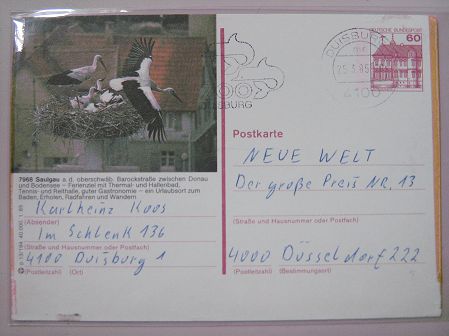 DEUTSCHE BUNDESPOST
60
DUISBURG
25.3.85
4100
DUISBURG
Postkarte
7968 Saulgau a. d. oberschwäb. Barockstraße zwischen Donau
und Bodensee – Ferienziel mit Thermal- und Hallenbad,
Tennis- und Reithalle, guter Gastronomie – ein Urlaubsort zum
Baden, Erholen, Radfahren und Wandern
NEUE WELT
Der große Preis NR. 13
(Straße und Hausnummer oder Postfach)
Karlheinz Koos
(Absender)
Im Schlenk 136
(Straße und Hausnummer oder Postfach)
4100 Duisburg 1
(Postleitzahl) (Ort)
4000 Düsseldorf 222
(Postleitzahl) (Bestimmungsort)